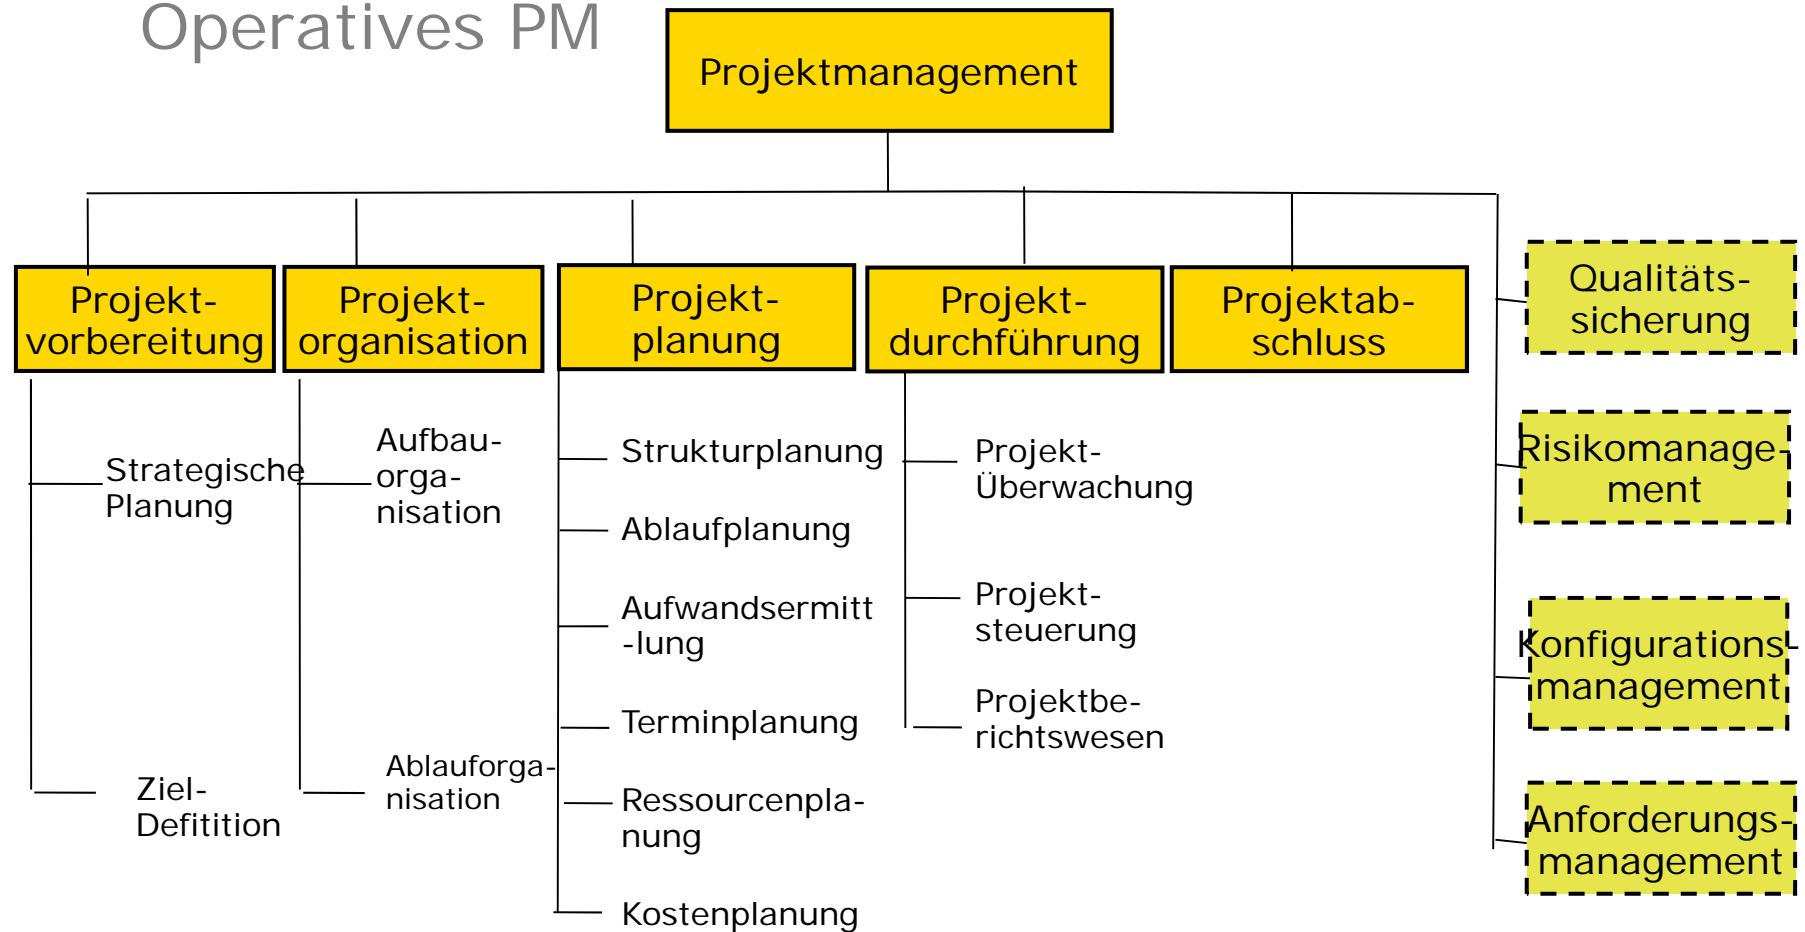 Operatives PM
Projektmanagement
Projekt-
vorbereitung
Projekt-
organisation
Projekt-
planung
Projekt-
durchführung
Projektab-
schluss
Qualitäts-
sicherung
Risikomanage-
ment
Konfigurations-
management
Anforderungs-
management
Strategische
Planung
Ziel-
Defitition
Aufbau-
orga-
nisation
Ablauforga-
nisation
Strukturplanung
Ablaufplanung
Aufwandsermitt
-lung
Terminplanung
Ressourcenpla-
nung
Kostenplanung
Projekt-
Überwachung
Projekt-
steuerung
Projektbe-
richtswesen